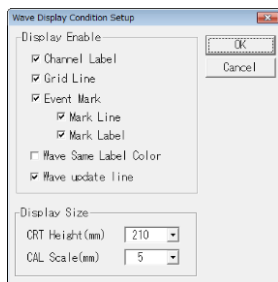 Wave Display Condition Setup
Display Enable
Channel Label
Grid Line
Event Mark
Mark Line
Mark Label
Wave Same Label Color
Wave update line
OK
Cancel
Display Size
CRT Height(mm) 210
CAL Scale(mm) 5